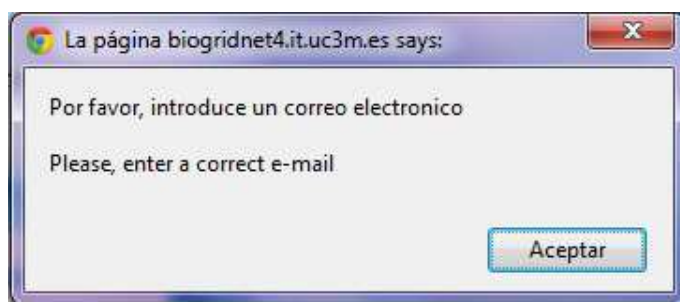 La página biogridnet4.it.uc3m.es says:
Por favor, introduce un correo electronico
Please, enter a correct e-mail
Aceptar